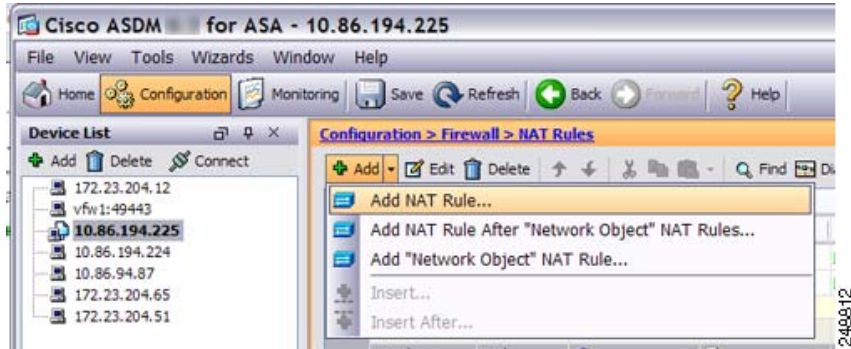 Cisco ASDM for ASA - 10.86.194.225
File View Tools Wizards Window Help
Home Configuration Monitoring Save Refresh Back Forward Help
Device List
Add Delete Connect
172.23.204.12
vfw1:49443
10.86.194.225
10.86.194.224
10.86.94.87
172.23.204.65
172.23.204.51
Configuration > Firewall > NAT Rules
Add Edit Delete Find Di
Add NAT Rule...
Add NAT Rule After "Network Object" NAT Rules...
Add "Network Object" NAT Rule...
Insert...
Insert After...
248812